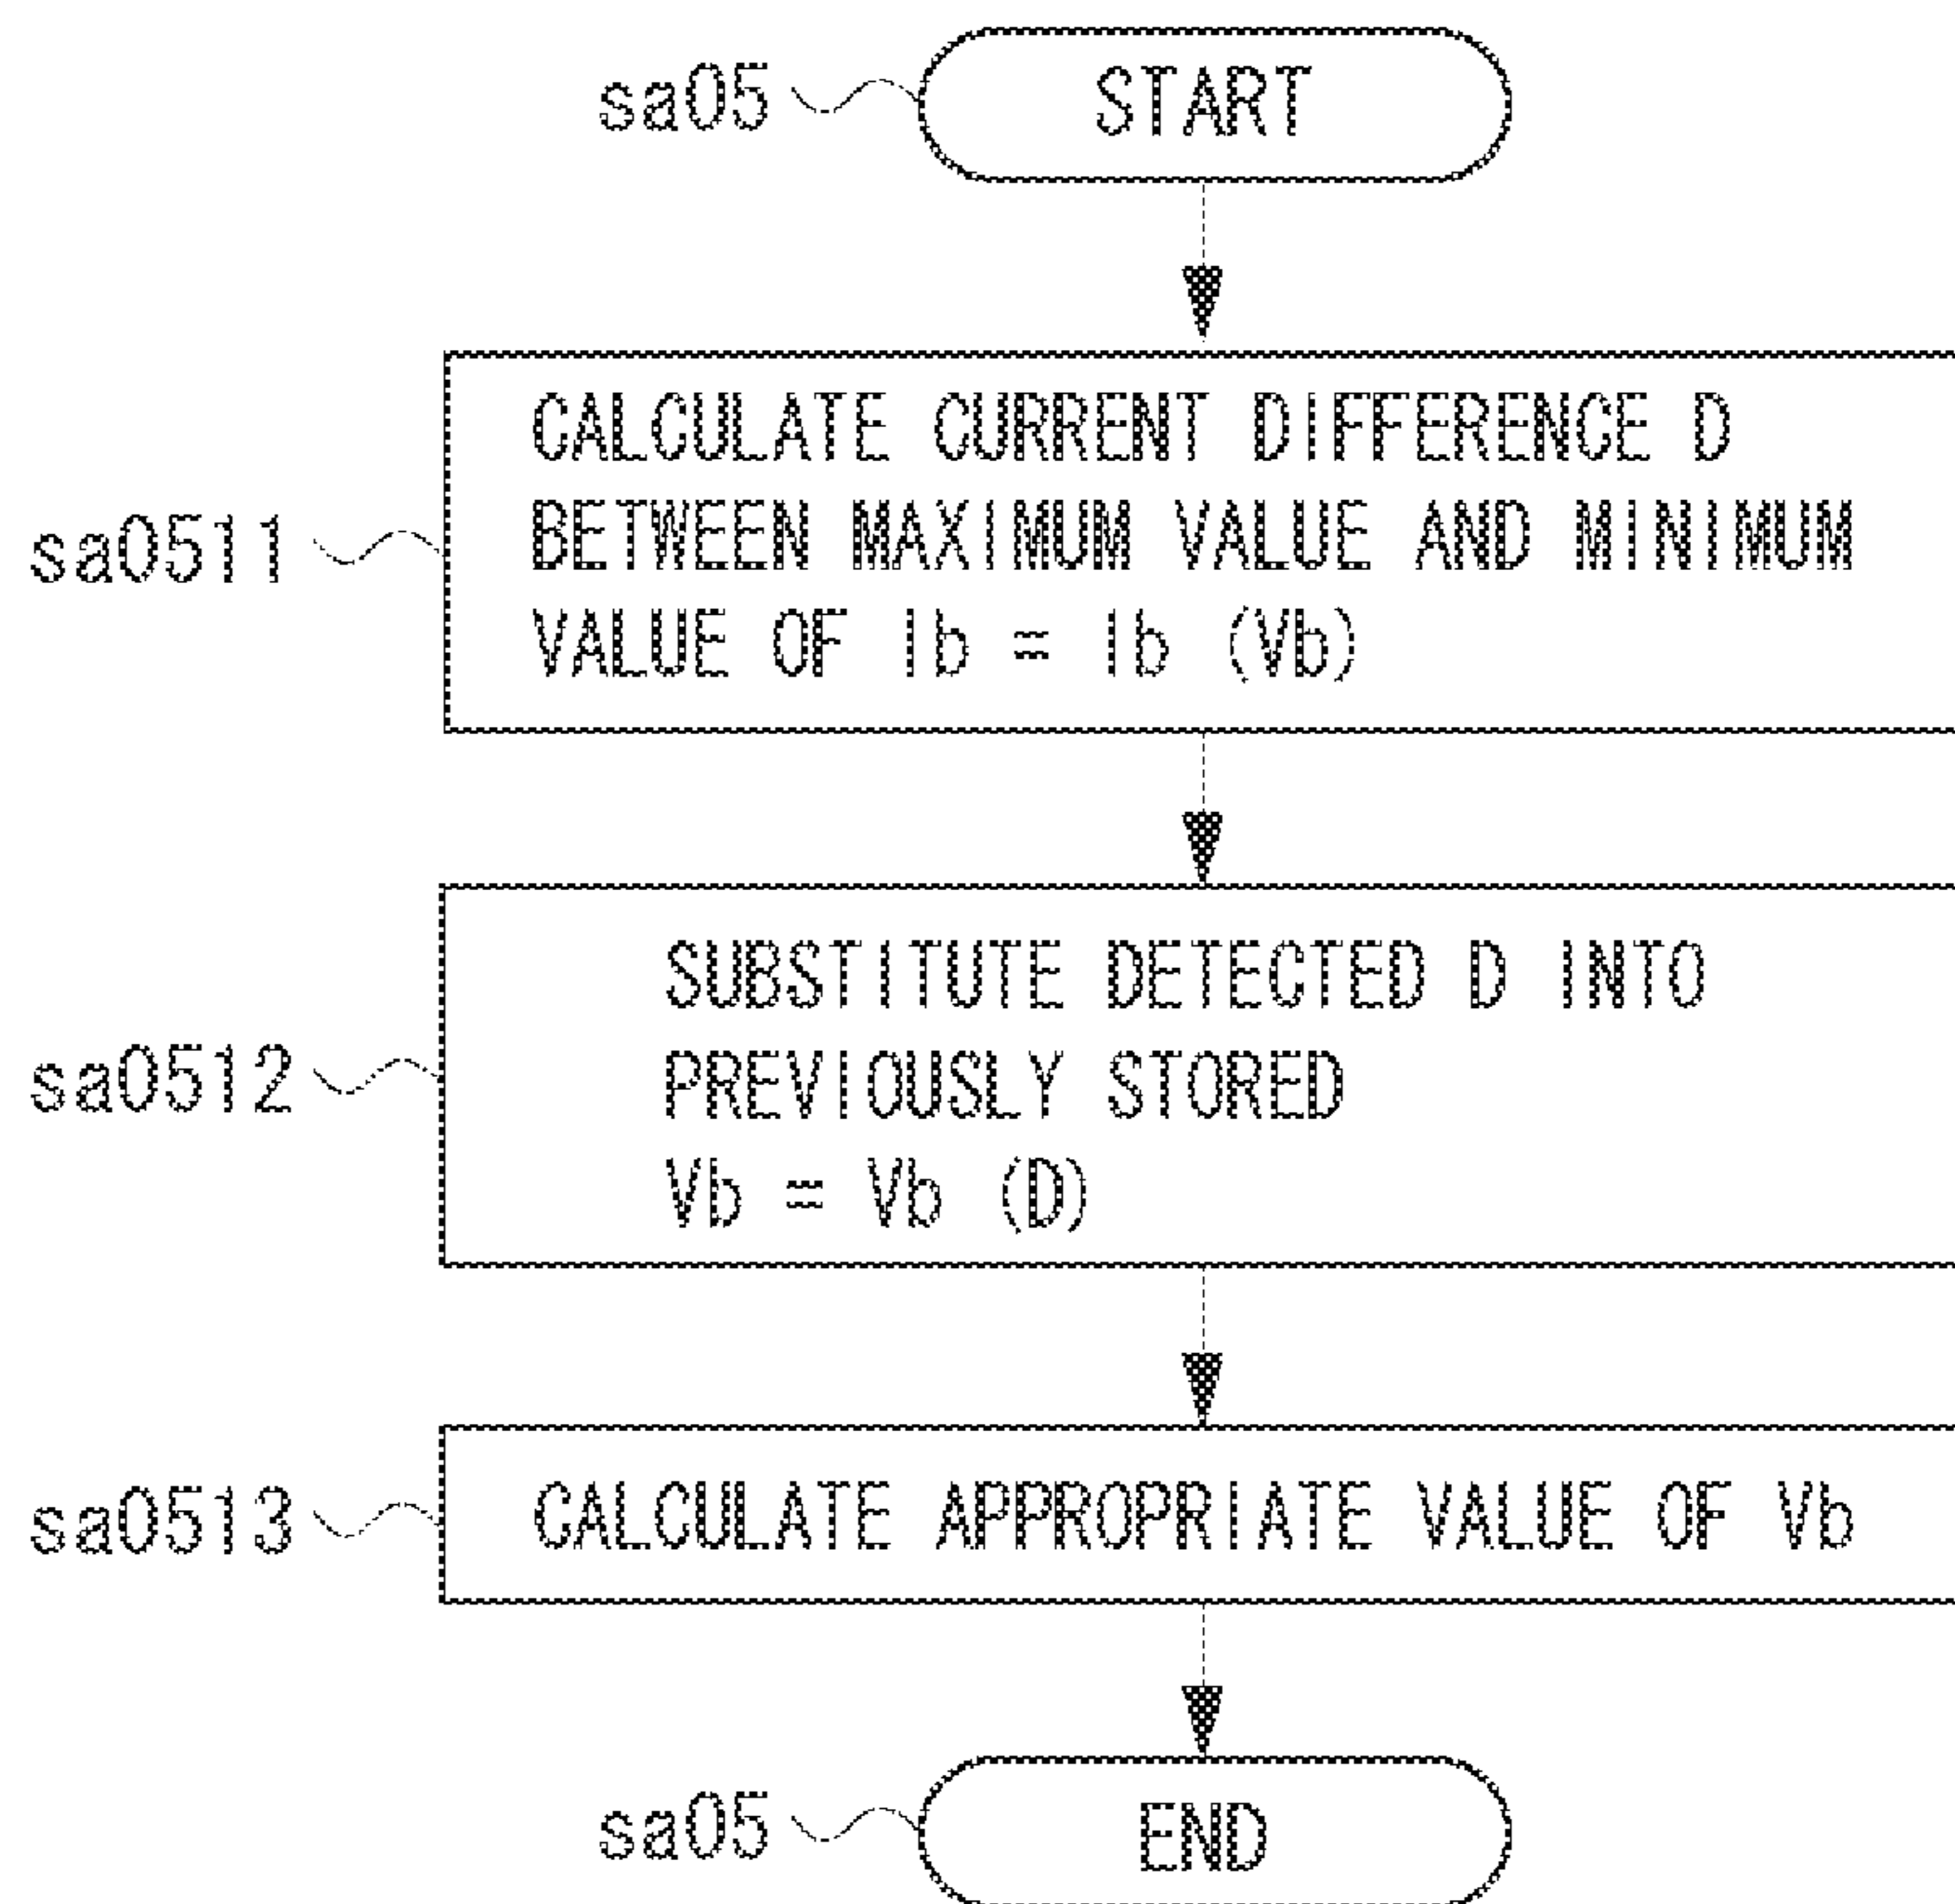 sa05 START
CALCULATE CURRENT DIFFERENCE D
BETWEEN MAXIMUM VALUE AND MINIMUM
sa0511
VALUE OF Ib = Ib (Vb)
SUBSTITUTE DETECTED D INTO
sa0512 PREVIOUSLY STORED
Vb = Vb (D)
sa0513 CALCULATE APPROPRIATE VALUE OF Vb
sa05 END